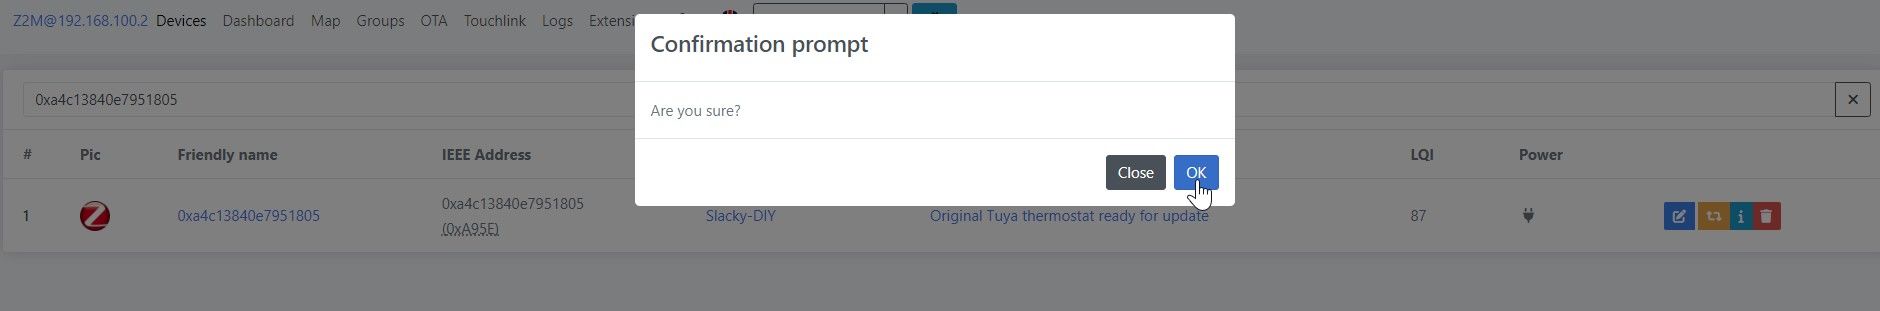 Z2M@192.168.100.2 Devices Dashboard Map Groups OTA Touchlink Logs Extensi
Confirmation prompt
0xa4c13840e7951805
Are you sure?
# Pic Friendly name IEEE Address LQI Power
Close OK
1 0xa4c13840e7951805 0xa4c13840e7951805 Slacky-DIY Original Tuya thermostat ready for update 87
(0xA95E)